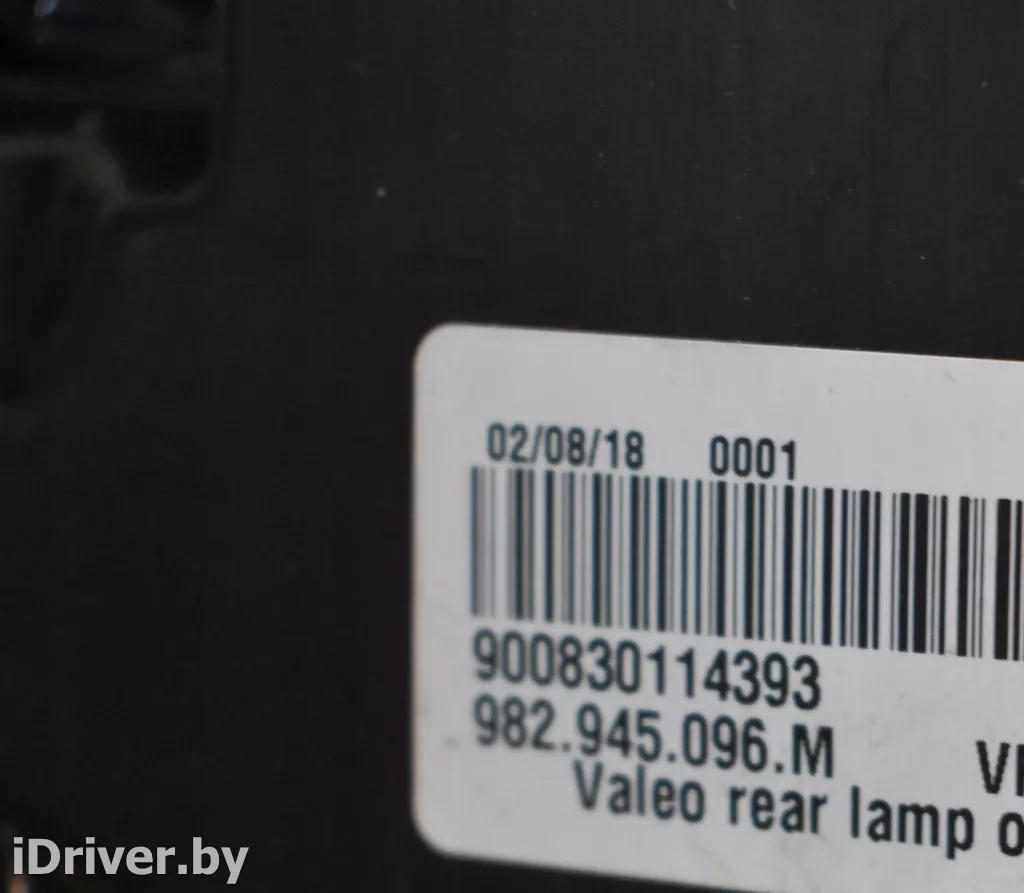 02/08/18 0001
900830114393
982.945.096.M
Valeo rear lamp
iDriver.by